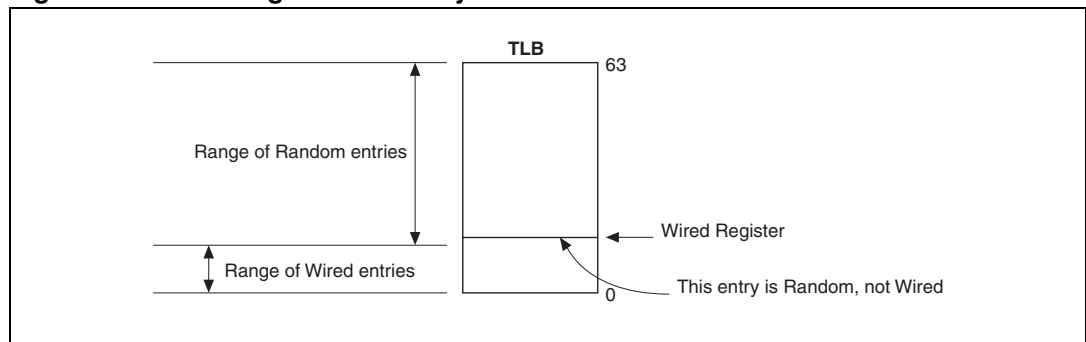 TLB
63
Range of Random entries
Wired Register
Range of Wired entries
This entry is Random, not Wired
0